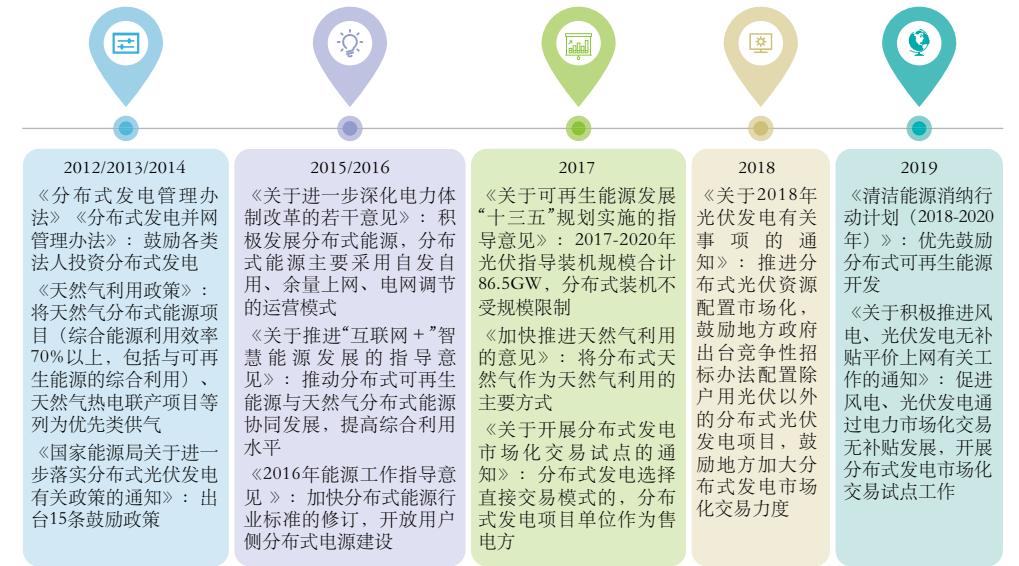 2012/2013/2014
《分布式发电管理办
法》《分布式发电并网
管理办法》:鼓励各类
法人投资分布式发电
《天然气利用政策》:
将天然气分布式能源项
目(综合能源利用效率
70%以上,包括与可再
生能源的综合利用)、
天然气热电联产项目等
列为优先类供气
《国家能源局关于进一
步落实分布式光伏发电
有关政策的通知》:出
台15条鼓励政策
2015/2016
《关于进一步深化电力体
制改革的若干意见》:积
极发展分布式能源,分布
式能源主要采用自发自
用、余量上网、电网调节
的运营模式
《关于推进“互联网+”智
慧能源发展的指导意
见》:推动分布式可再生
能源与天然气分布式能源
协同发展,提高综合利用
水平
《2016年能源工作指导意
见》:加快分布式能源行
业标准的修订,开放用户
侧分布式电源建设
2017
《关于可再生能源发展
“十三五”规划实施的指
导意见》:2017-2020年
光伏指导装机规模合计
86.5GW,分布式装机不
受规模限制
《加快推进天然气利用
的意见》:将分布式天
然气作为天然气利用的
主要方式
《关于开展分布式发电
市场化交易试点的通
知》:分布式发电选择
直接交易模式的,分布
式发电项目单位作为售
电方
2018
《关于2018年
光伏发电有关
事项的通
知》:推进分
布式光伏资源
配置市场化,
鼓励地方政府
出台竞争性招
标办法配置除
户用光伏以外
的分布式光伏
发电项目,鼓
励地方加大分
布式发电市场
化交易力度
2019
《清洁能源消纳行
动计划(2018-2020
年)》:优先鼓励
分布式可再生能源
开发
《关于积极推进风
电、光伏发电无补
贴平价上网有关工
作的通知》:促进
风电、光伏发电通
过电力市场化交易
无补贴发展,开展
分布式发电市场化
交易试点工作